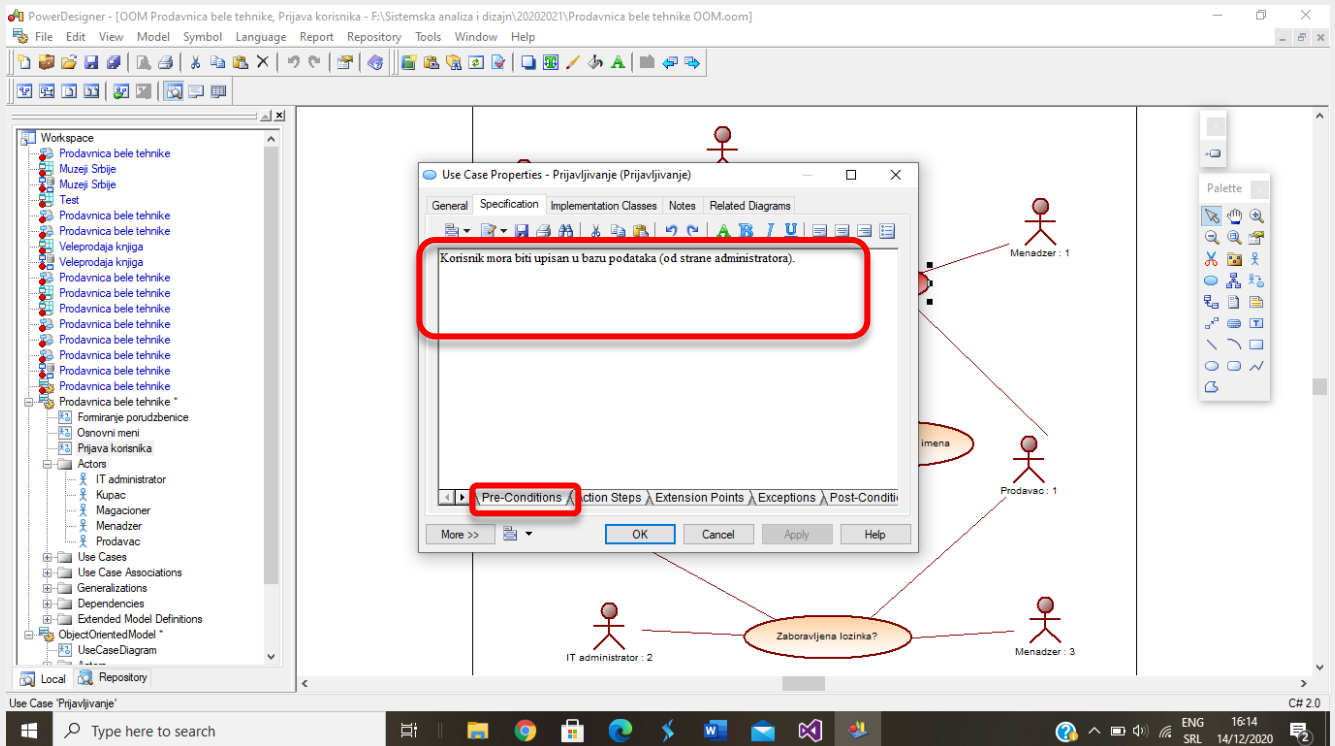 PowerDesigner - [OOM Prodavnica bele tehnike, Prijava korisnika - F:\Sistemska analiza i dizajn\20202021\Prodavnica bele tehnike OOM.oom]
File Edit View Model Symbol Language Report Repository Tools Window Help
Workspace
Prodavnica bele tehnike
Muzeji Srbije
Muzeji Srbije
Test
Prodavnica bele tehnike
Prodavnica bele tehnike
Veleprodaja knjiga
Veleprodaja knjiga
Prodavnica bele tehnike
Prodavnica bele tehnike
Prodavnica bele tehnike
Prodavnica bele tehnike
Prodavnica bele tehnike
Prodavnica bele tehnike
Prodavnica bele tehnike
Prodavnica bele tehnike
Prodavnica bele tehnike *
Formiranje porudzbenice
Osnovni meni
Prijava korisnika
Actors
IT administrator
Kupac
Magacioner
Menadzer
Prodavac
Use Cases
Use Case Associations
Generalizations
Dependencies
Extended Model Definitions
ObjectOrientedModel *
UseCaseDiagram
Local Repository
Use Case Properties - Prijavljivanje (Prijavljivanje)
General Specification Implementation Classes Notes Related Diagrams
A B I U
Korisnik mora biti upisan u bazu podataka (od strane administratora).
Pre-Conditions Action Steps Extension Points Exceptions Post-Conditi
More >> OK Cancel Apply Help
Menadzer : 1
imena
Prodavac : 1
Zaboravljena lozinka?
IT administrator : 2
Menadzer : 3
Palette
Use Case 'Prijavljivanje'
C# 2.0
Type here to search
ENG
SRL
16:14
14/12/2020
2